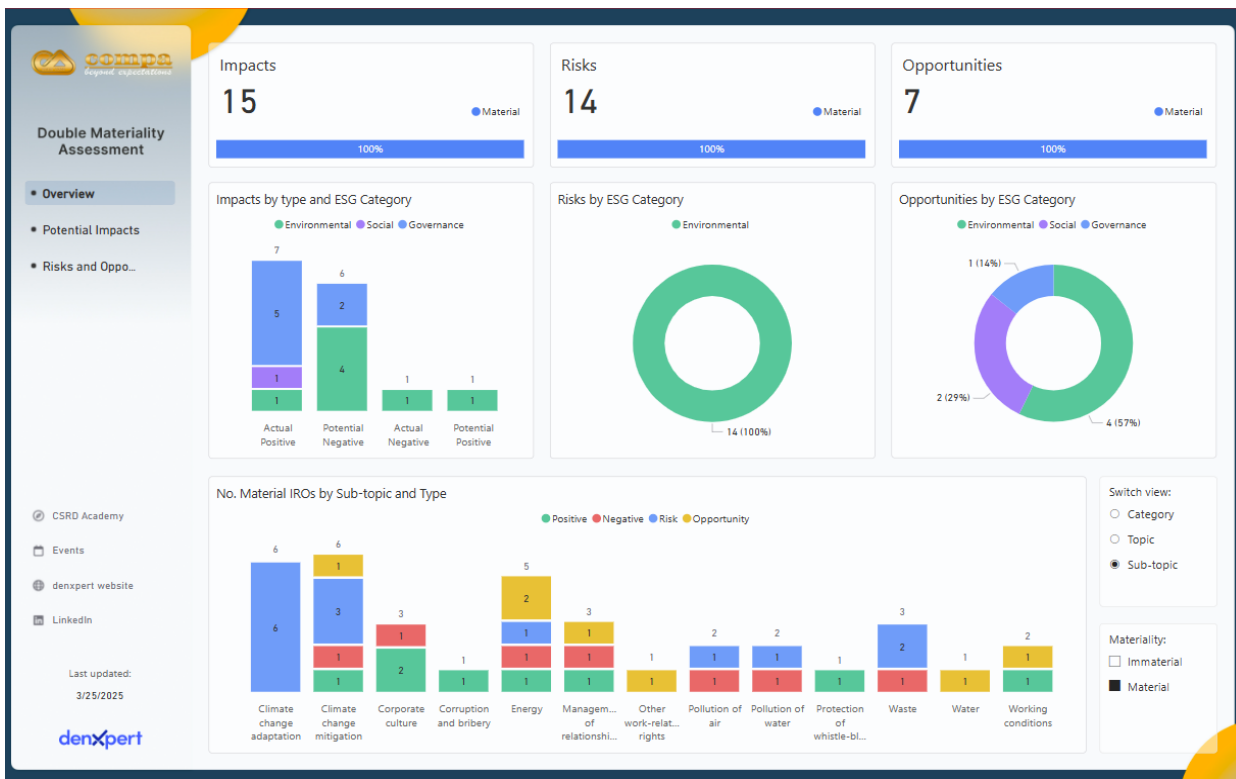 compa
beyond expectations
Double Materiality
Assessment
Overview
Potential Impacts
Risks and Oppo...
CSRD Academy
Events
denxpert website
LinkedIn
Last updated:
3/25/2025
denxpert
Impacts
15
Material
100%
Risks
14
Material
100%
Opportunities
7
Material
100%
Impacts by type and ESG Category
Environmental Social Governance
7
6
5
2
4
1
1
1
1
1
1
Actual
Positive
Potential
Negative
Actual
Negative
Potential
Positive
Risks by ESG Category
Environmental
14 (100%)
Opportunities by ESG Category
Environmental Social Governance
1 (14%)
2 (29%)
4 (57%)
No. Material IROs by Sub-topic and Type
Positive Negative Risk Opportunity
6
6
Climate
change
adaptation
6
1
3
1
1
Climate
change
mitigation
3
1
2
Corporate
culture
1
1
Corruption
and bribery
5
2
1
1
1
Energy
3
1
1
1
Managem...
of
relationshi...
1
1
Other
work-relat...
rights
2
1
1
Pollution of
air
2
1
1
Pollution of
water
1
1
Protection
of
whistle-bl...
3
2
1
Waste
1
1
Water
2
1
1
Working
conditions
Switch view:
Category
Topic
Sub-topic
Materiality:
Immaterial
Material